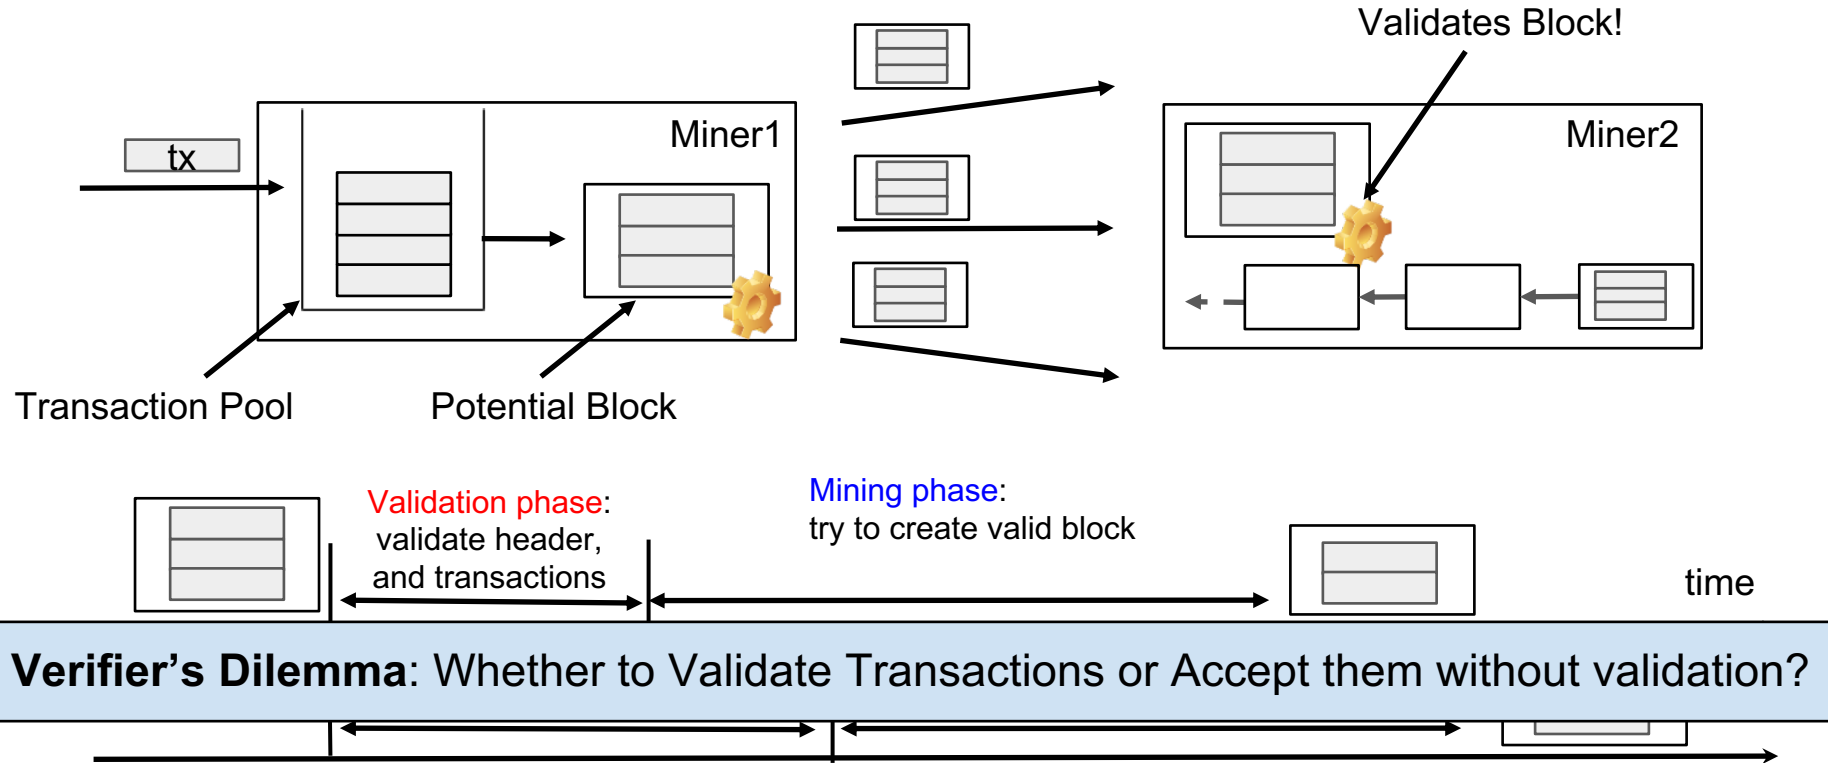 Validates Block!
tx
Miner1
Miner2
Transaction Pool
Potential Block
Validation phase:
validate header,
and transactions
Mining phase:
try to create valid block
time
Verifier’s Dilemma: Whether to Validate Transactions or Accept them without validation?